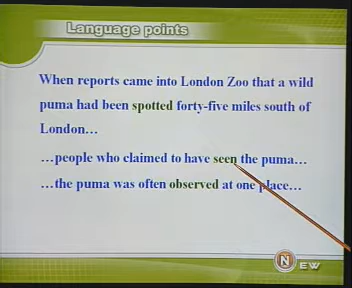 Language points
When reports came into London Zoo that a wild
puma had been spotted forty-five miles south of
London...
...people who claimed to have seen the puma...
...the puma was often observed at one place...
NEW